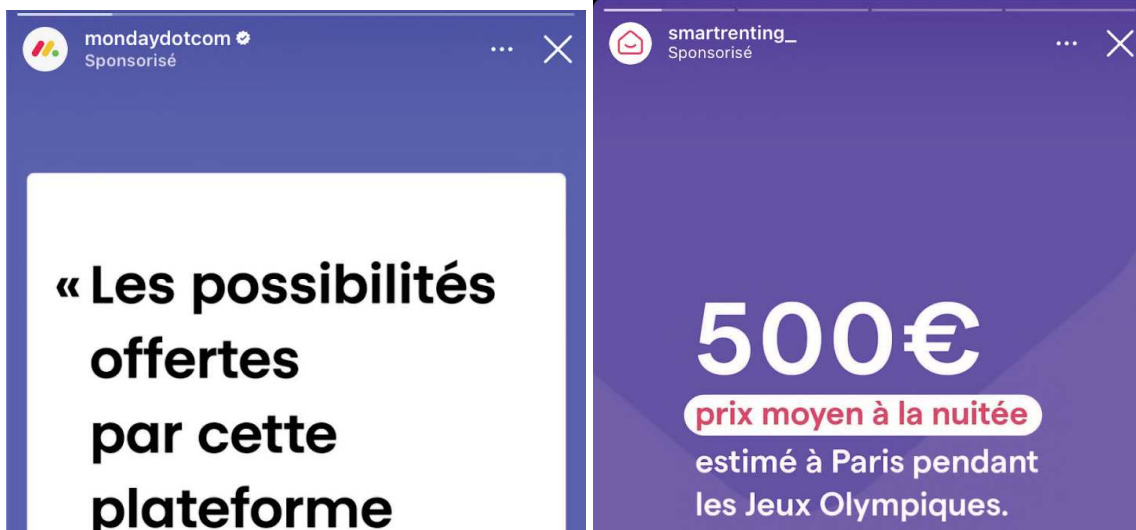 mondaydotcom
Sponsorisé
« Les possibilités
offertes
par cette
plateforme
smartrenting_
Sponsorisé
500€
prix moyen à la nuitée
estimé à Paris pendant
les Jeux Olympiques.